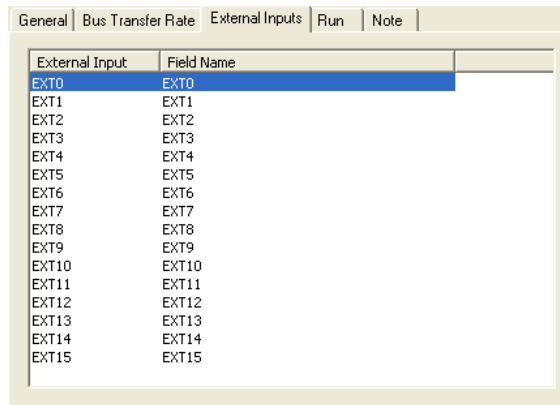 General Bus Transfer Rate External Inputs Run Note
External Input Field Name
EXT0 EXT0
EXT1 EXT1
EXT2 EXT2
EXT3 EXT3
EXT4 EXT4
EXT5 EXT5
EXT6 EXT6
EXT7 EXT7
EXT8 EXT8
EXT9 EXT9
EXT10 EXT10
EXT11 EXT11
EXT12 EXT12
EXT13 EXT13
EXT14 EXT14
EXT15 EXT15